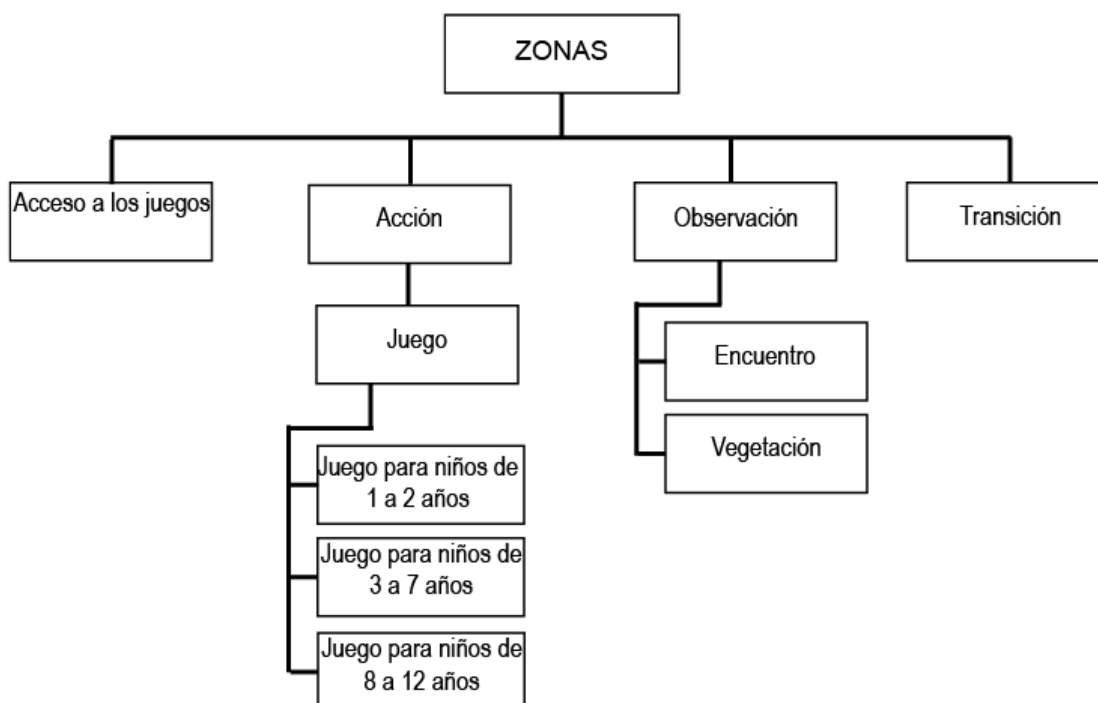 ZONAS
Acceso a los juegos
Acción
Observación
Transición
Juego
Encuentro
Vegetación
Juego para niños de
1 a 2 años
Juego para niños de
3 a 7 años
Juego para niños de
8 a 12 años